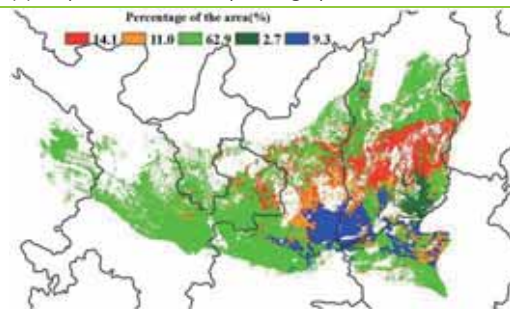 Percentage of the area(%)
14.1 11.0 62.9 2.7 9.3